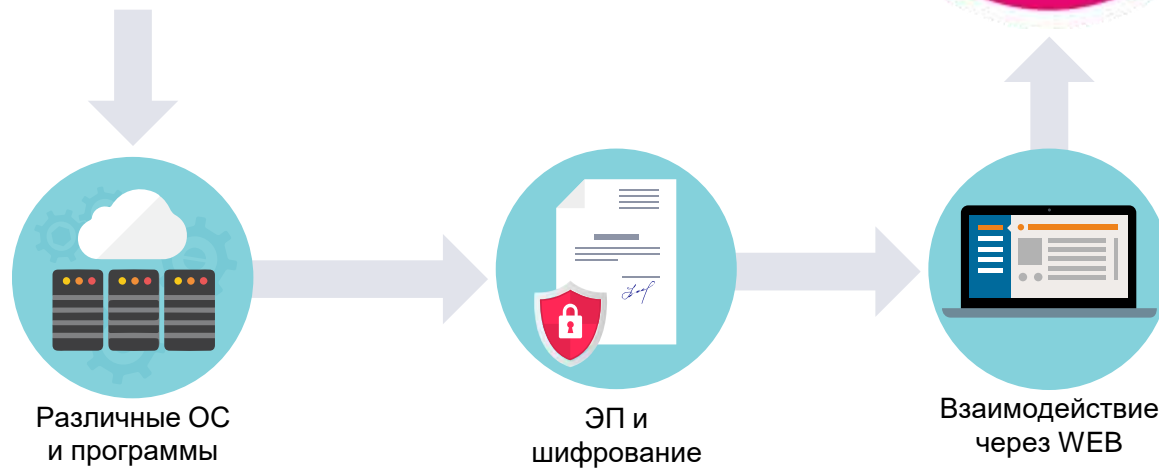 Различные ОС
и программы
ЭП и
шифрование
Взаимодействие
через WEB